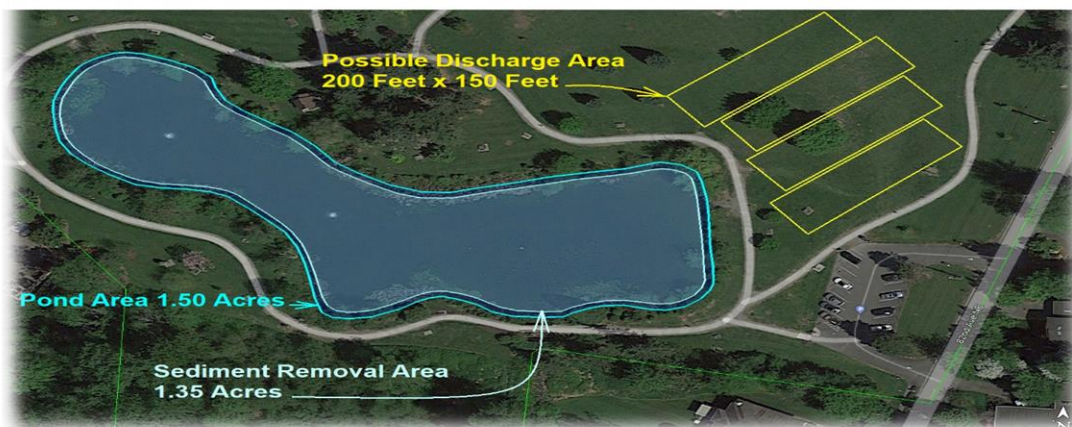 Possible Discharge Area
200 Feet x 150 Feet
Pond Area 1.50 Acres
Sediment Removal Area
1.35 Acres
N